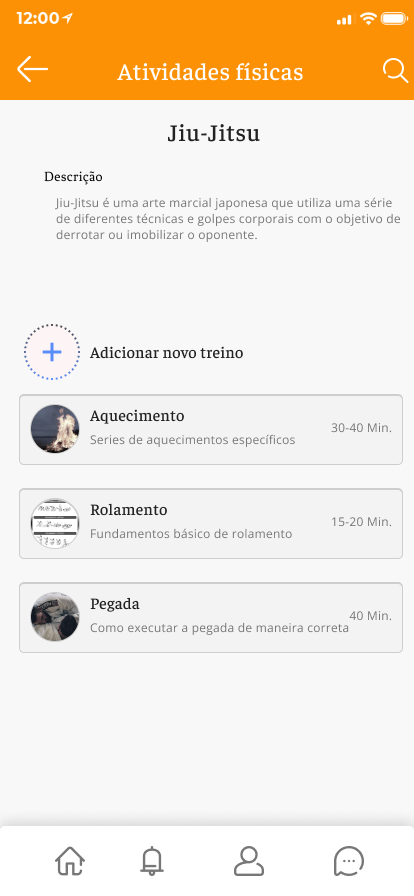 12:00
Atividades físicas
Jiu-Jitsu
Descrição
Jiu-Jitsu é uma arte marcial japonesa que utiliza uma série
de diferentes técnicas e golpes corporais com o objetivo de
derrotar ou imobilizar o oponente.
Adicionar novo treino
Aquecimento
30-40 Min.
Series de aquecimentos específicos
Rolamento
15-20 Min.
Fundamentos básico de rolamento
Pegada
40 Min.
Como executar a pegada de maneira correta